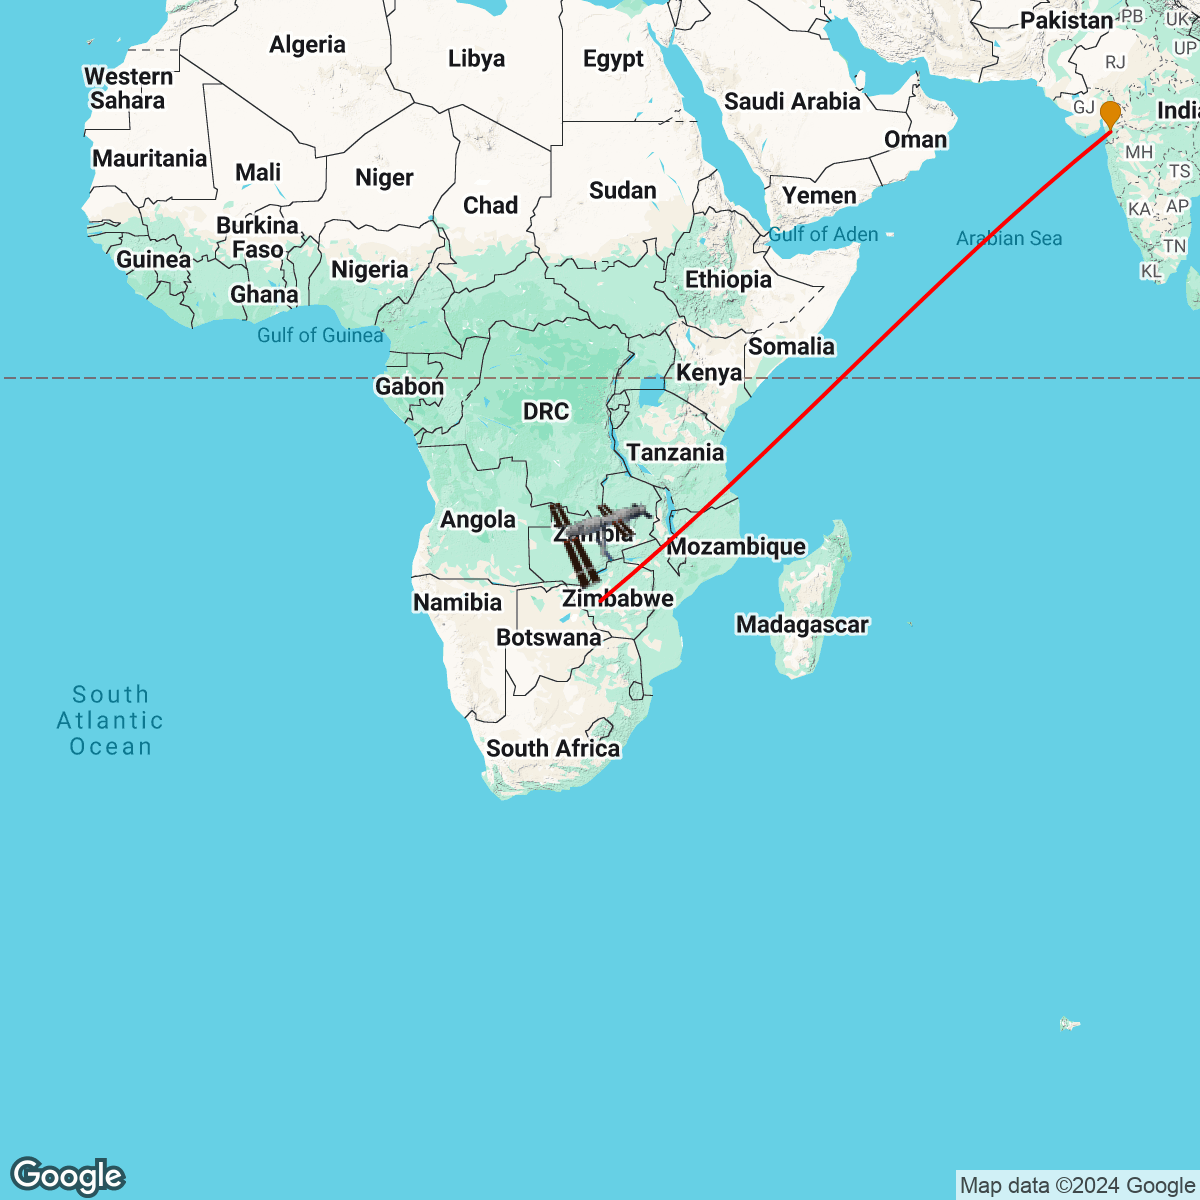 Pakistan
PB
UK
Algeria
Libya
Egypt
UP
RJ
Western
Sahara
Saudi Arabia
GJ
India
Oman
Mauritania
Mali
Niger
MH
TS
Sudan
Yemen
Chad
KA
AP
Burkina
Faso
Gulf of Aden
Arabian Sea
TN
Guinea
Nigeria
KL
Ethiopia
Ghana
Gulf of Guinea
Somalia
Kenya
Gabon
DRC
Tanzania
Angola
Zambia
Mozambique
Namibia
Zimbabwe
Madagascar
Botswana
South
Atlantic
Ocean
South Africa
Google
Map data ©2024 Google